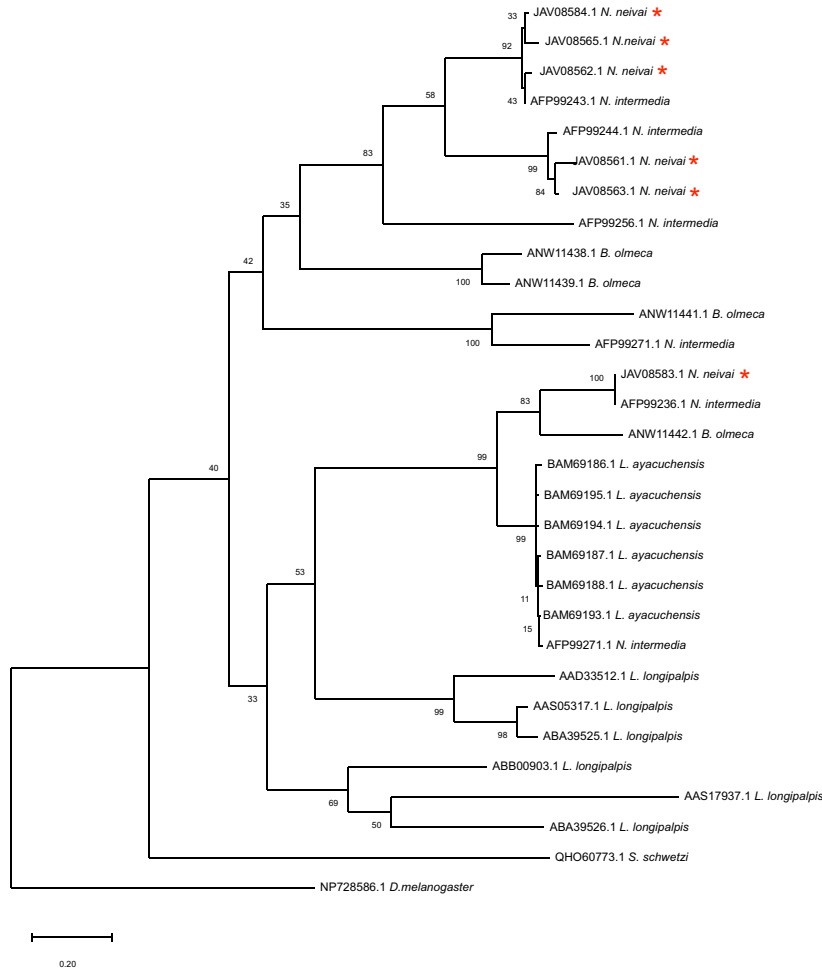 33
JAV08584.1 N. neivai *
JAV08565.1 N.neivai *
92
JAV08562.1 N. neivai *
58
43
AFP99243.1 N. intermedia
AFP99244.1 N. intermedia
83
JAV08561.1 N. neivai *
99
84
JAV08563.1 N. neivai *
35
AFP99256.1 N. intermedia
42
ANW11438.1 B. olmeca
100
ANW11439.1 B. olmeca
ANW11441.1 B. olmeca
100
AFP99271.1 N. intermedia
100
JAV08583.1 N. neivai *
83
AFP99236.1 N. intermedia
ANW11442.1 B. olmeca
99
BAM69186.1 L. ayacuchensis
40
BAM69195.1 L. ayacuchensis
BAM69194.1 L. ayacuchensis
99
BAM69187.1 L. ayacuchensis
53
BAM69188.1 L. ayacuchensis
11
BAM69193.1 L. ayacuchensis
15
AFP99271.1 N. intermedia
AAD33512.1 L. longipalpis
33
99
AAS05317.1 L. longipalpis
98
ABA39525.1 L. longipalpis
ABB00903.1 L. longipalpis
69
AAS17937.1 L. longipalpis
50
ABA39526.1 L. longipalpis
QHO60773.1 S. schwetzi
NP728586.1 D.melanogaster
0.20